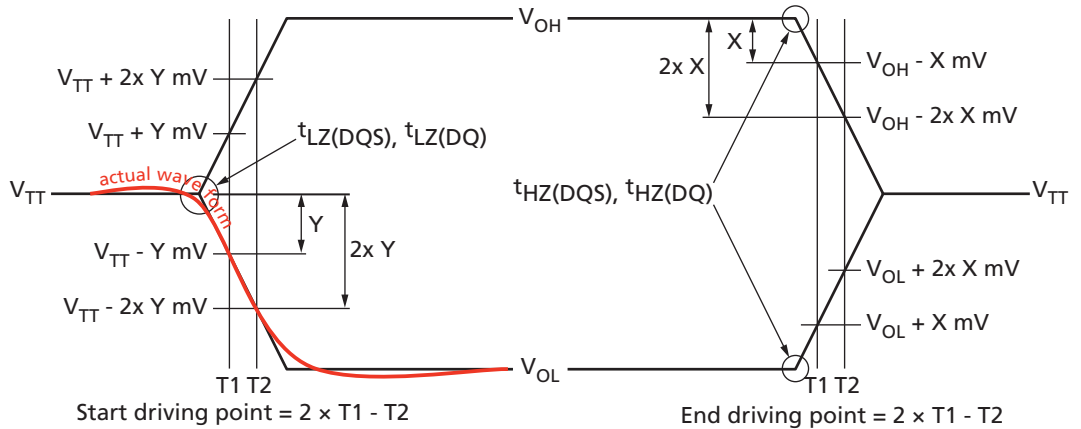 VOH
X
2x X
VTT + 2x Y mV
VOH - X mV
VOH - 2x X mV
VTT + Y mV
tLZ(DQS), tLZ(DQ)
actual wave form
VTT
tHZ(DQS), tHZ(DQ)
VTT
Y
2x Y
VTT - Y mV
VOL + 2x X mV
VTT - 2x Y mV
VOL + X mV
VOL
T1 T2
T1 T2
Start driving point = 2 × T1 - T2
End driving point = 2 × T1 - T2